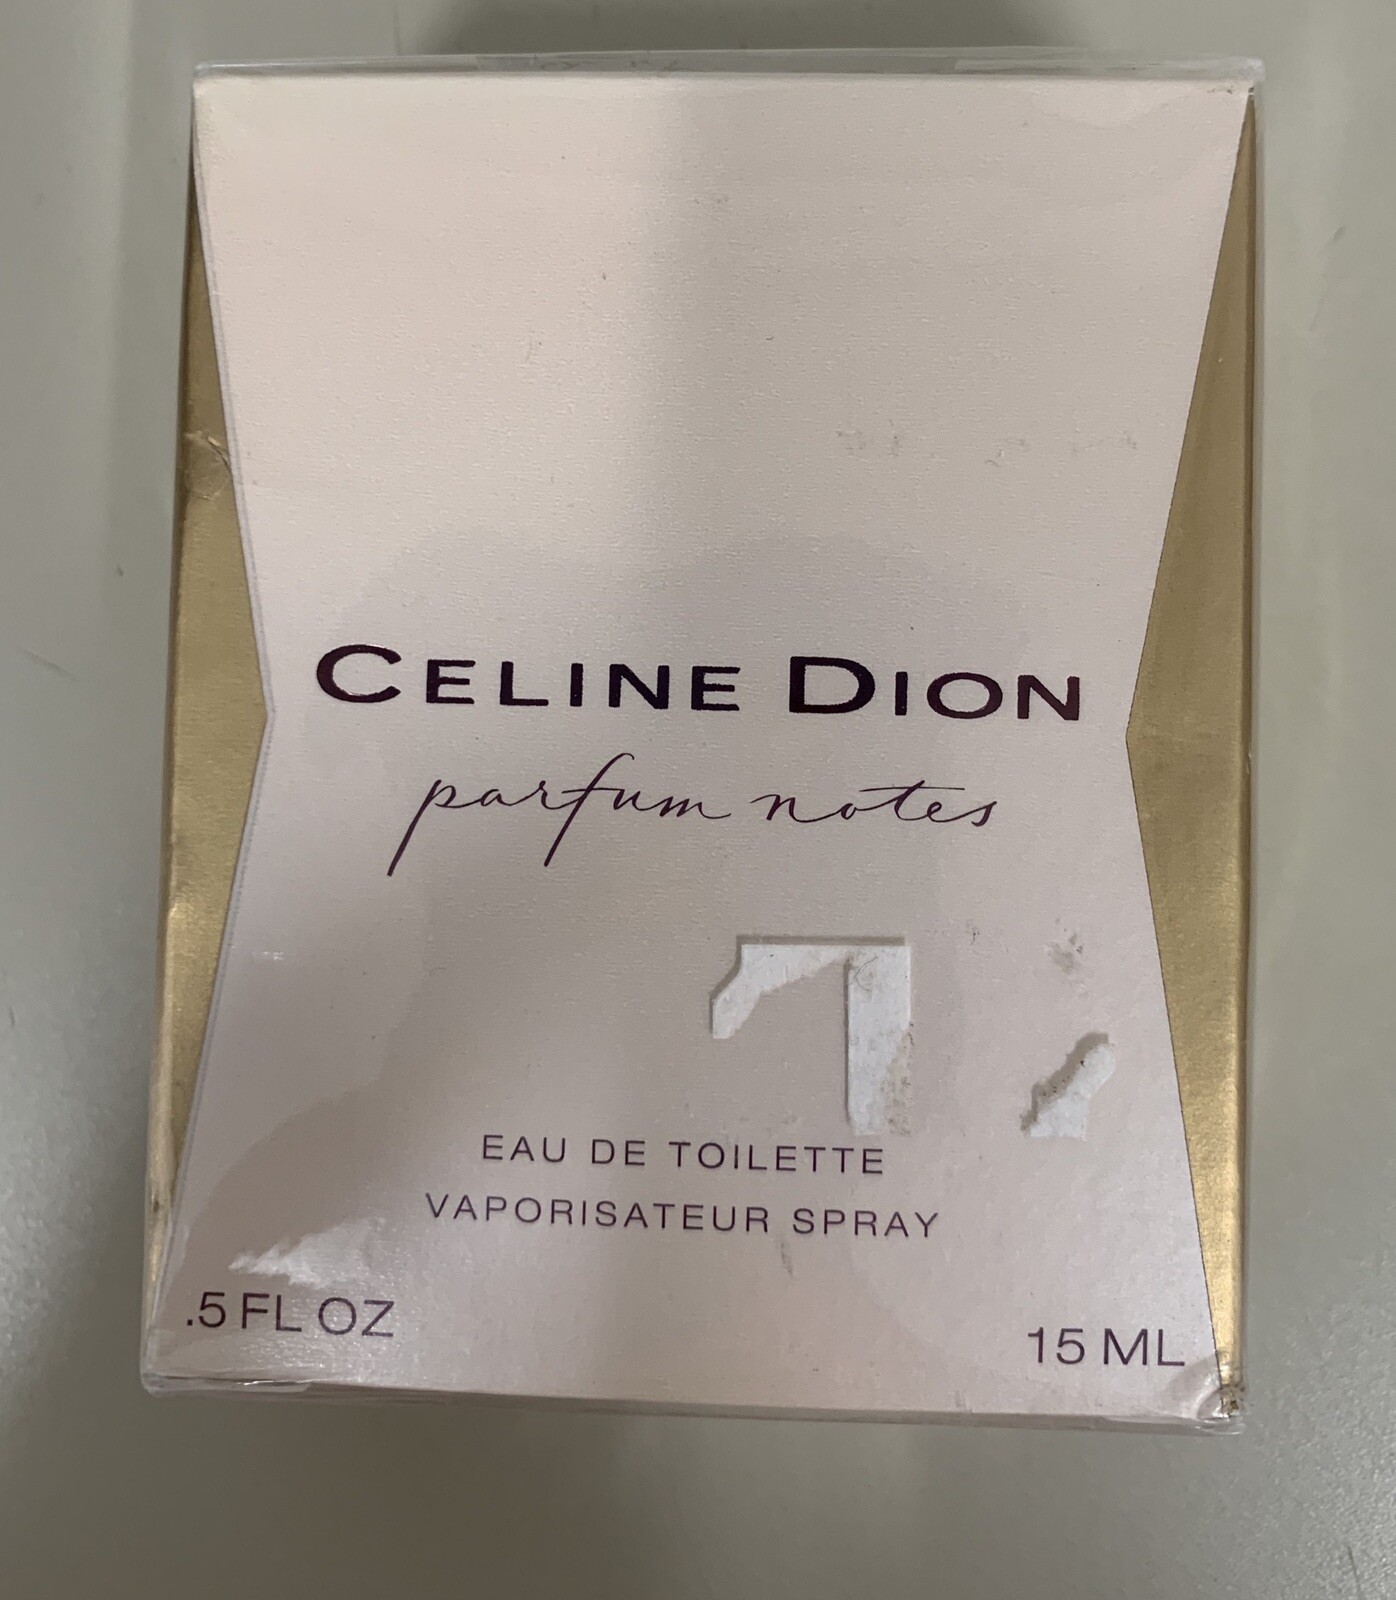 CELINE DION
parfum notes
EAU DE TOILETTE
VAPORISATEUR SPRAY
.5 FL OZ
15 ML